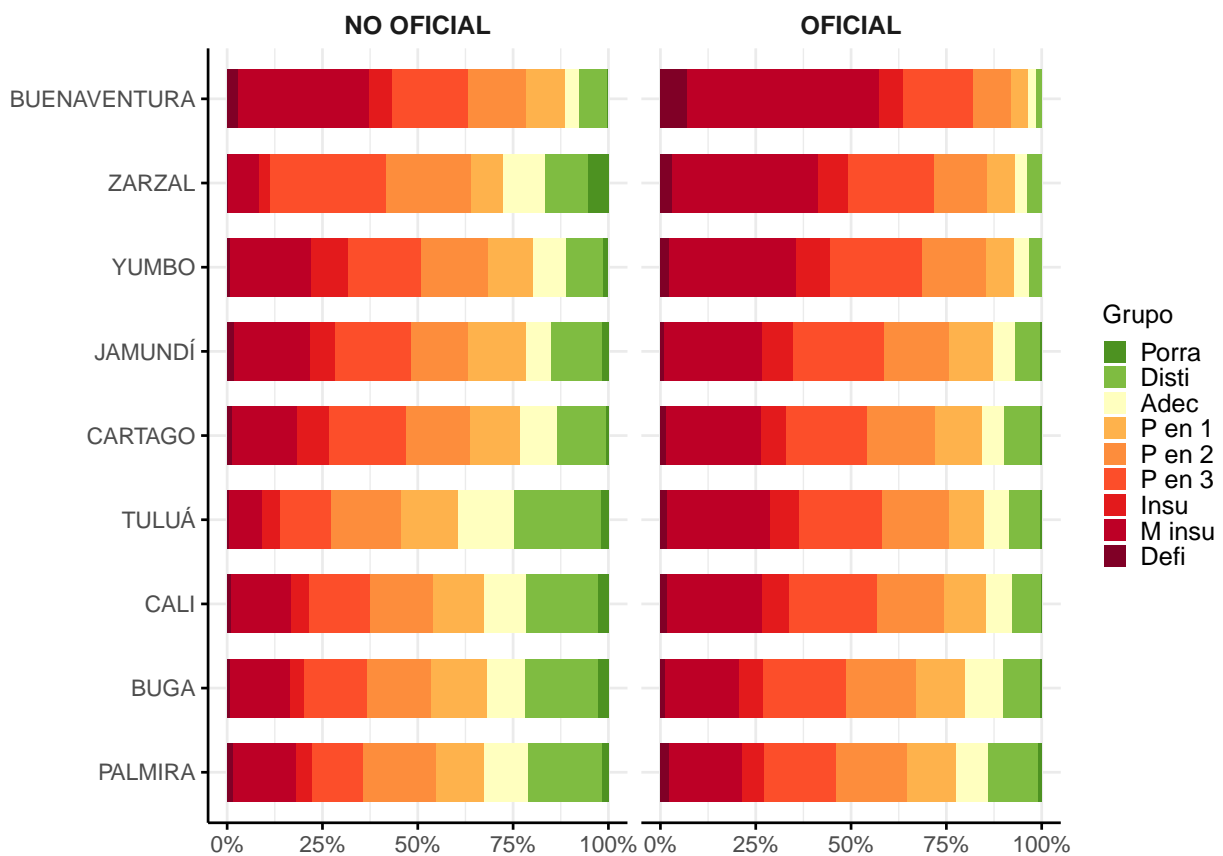 NO OFICIAL
OFICIAL
BUENAVENTURA
ZARZAL
YUMBO
JAMUNDÍ
CARTAGO
TULUÁ
CALI
BUGA
PALMIRA
0% 25% 50% 75% 100%
0% 25% 50% 75% 100%
Grupo
Porra
Disti
Adec
P en 1
P en 2
P en 3
Insu
M insu
Defi